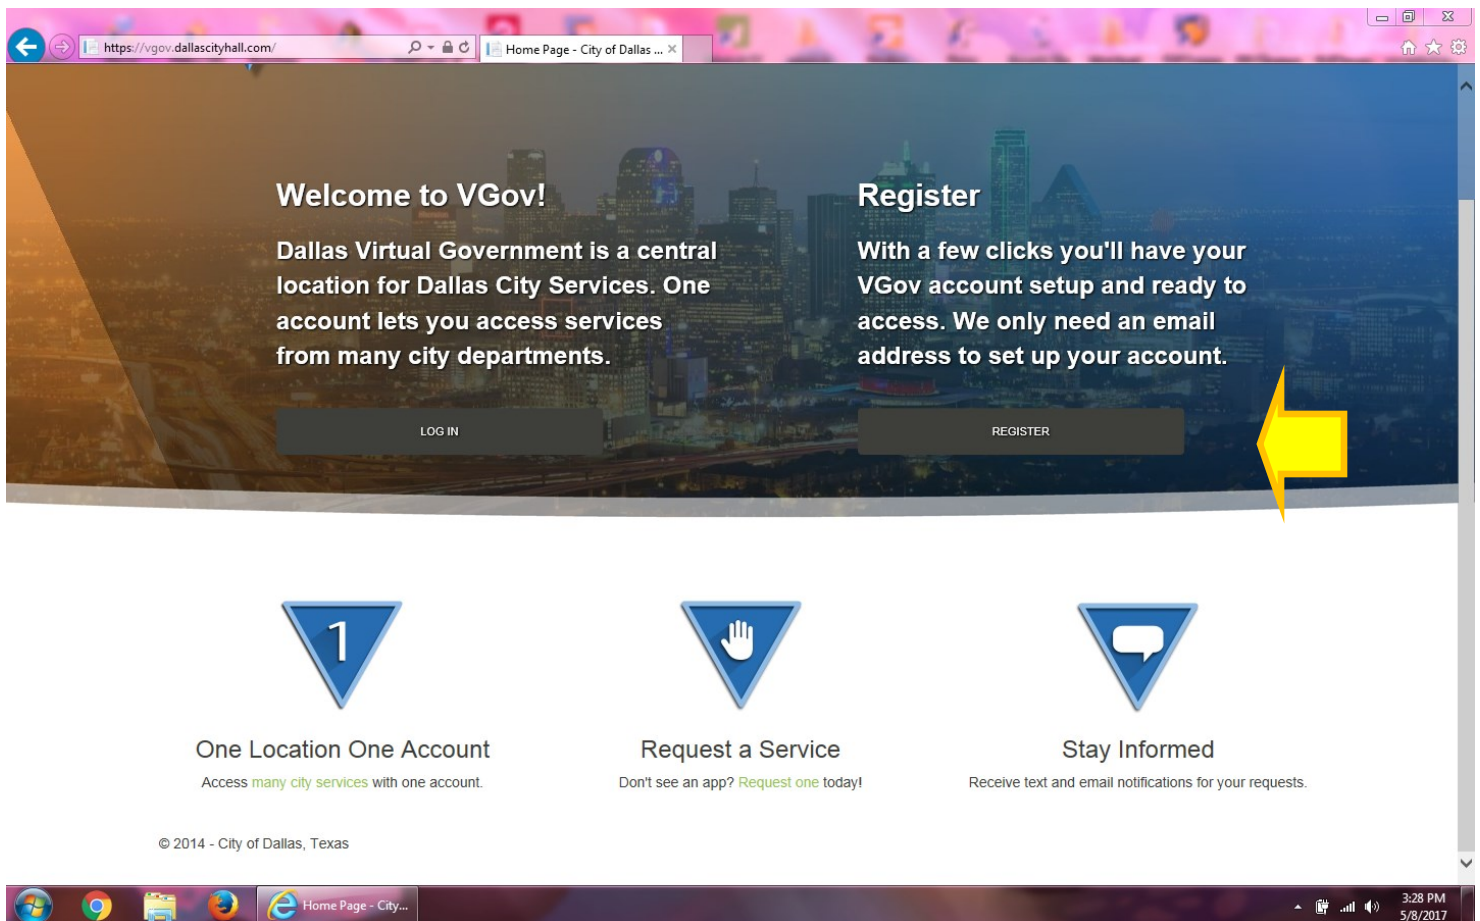 https://vgov.dallascityhall.com/
Home Page - City of Dallas ...
Welcome to VGov!
Dallas Virtual Government is a central
location for Dallas City Services. One
account lets you access services
from many city departments.
LOG IN
Register
With a few clicks you'll have your
VGov account setup and ready to
access. We only need an email
address to set up your account.
REGISTER
1
One Location One Account
Access many city services with one account.
Request a Service
Don't see an app? Request one today!
Stay Informed
Receive text and email notifications for your requests.
© 2014 - City of Dallas, Texas
Home Page - City...
3:28 PM
5/8/2017